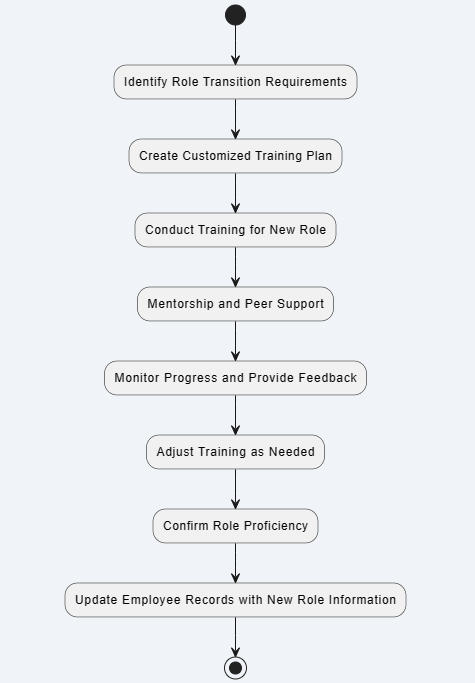 Identify Role Transition Requirements
Create Customized Training Plan
Conduct Training for New Role
Mentorship and Peer Support
Monitor Progress and Provide Feedback
Adjust Training as Needed
Confirm Role Proficiency
Update Employee Records with New Role Information